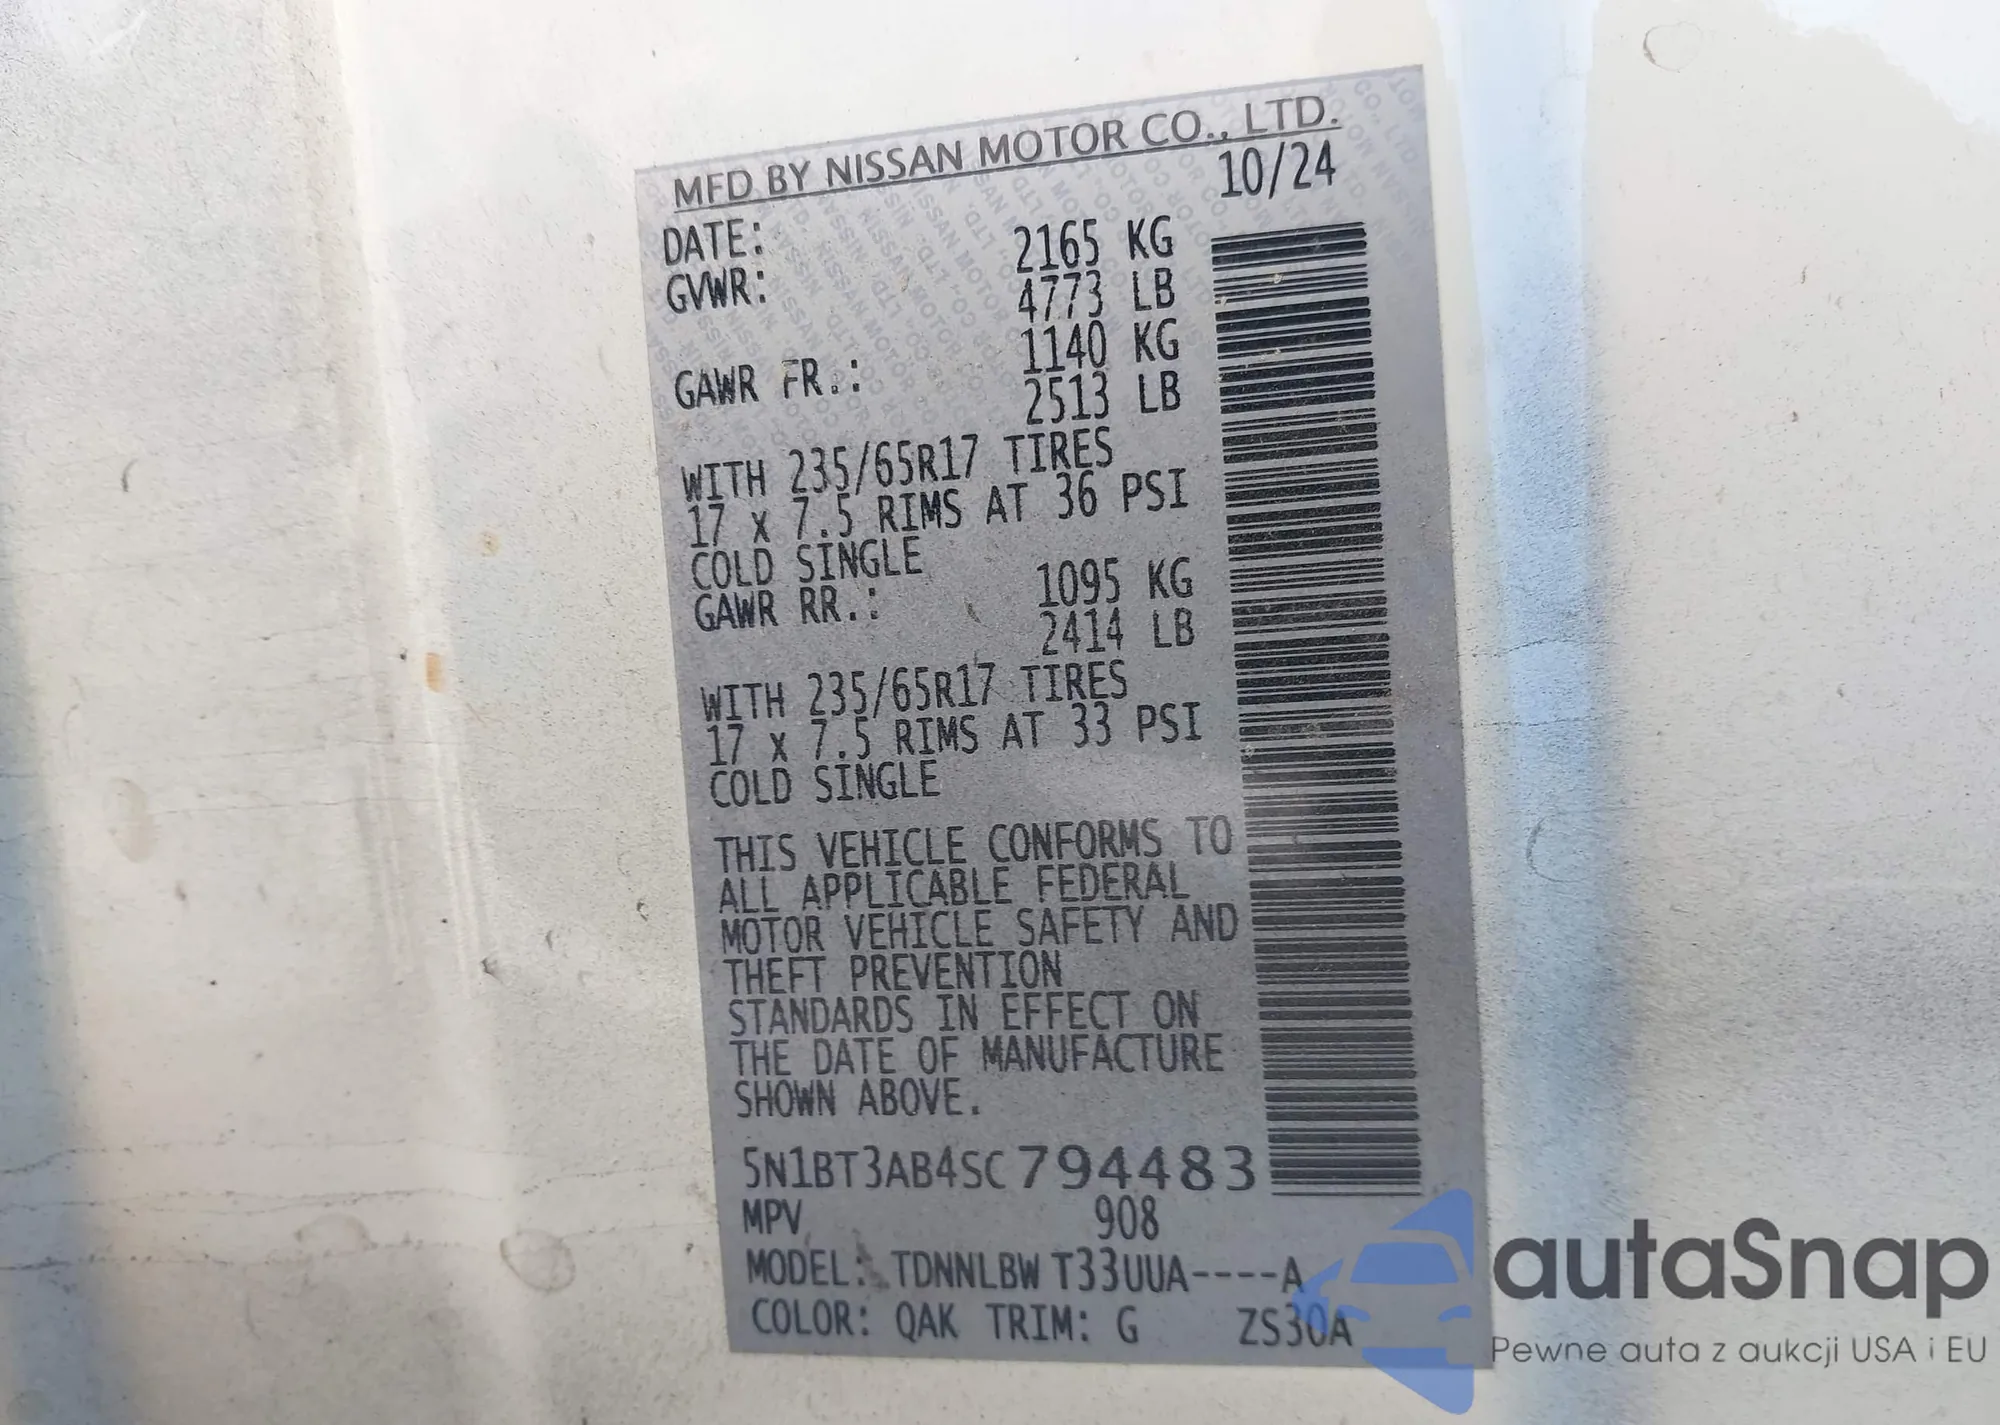 MFD BY NISSAN MOTOR CO., LTD.
DATE: 10/24
GVWR: 2165 KG
4773 LB
GAWR FR.: 1140 KG
2513 LB
WITH 235/65R17 TIRES
17 x 7.5 RIMS AT 36 PSI
COLD SINGLE
GAWR RR.: 1095 KG
2414 LB
WITH 235/65R17 TIRES
17 x 7.5 RIMS AT 33 PSI
COLD SINGLE
THIS VEHICLE CONFORMS TO
ALL APPLICABLE FEDERAL
MOTOR VEHICLE SAFETY AND
THEFT PREVENTION
STANDARDS IN EFFECT ON
THE DATE OF MANUFACTURE
SHOWN ABOVE.
5N1BT3AB4SC794483
MPV 908
MODEL: TDNNLBW T33UUA----A
COLOR: QAK TRIM: G ZS30A
autaSnap
Pewne auta z aukcji USA i EU